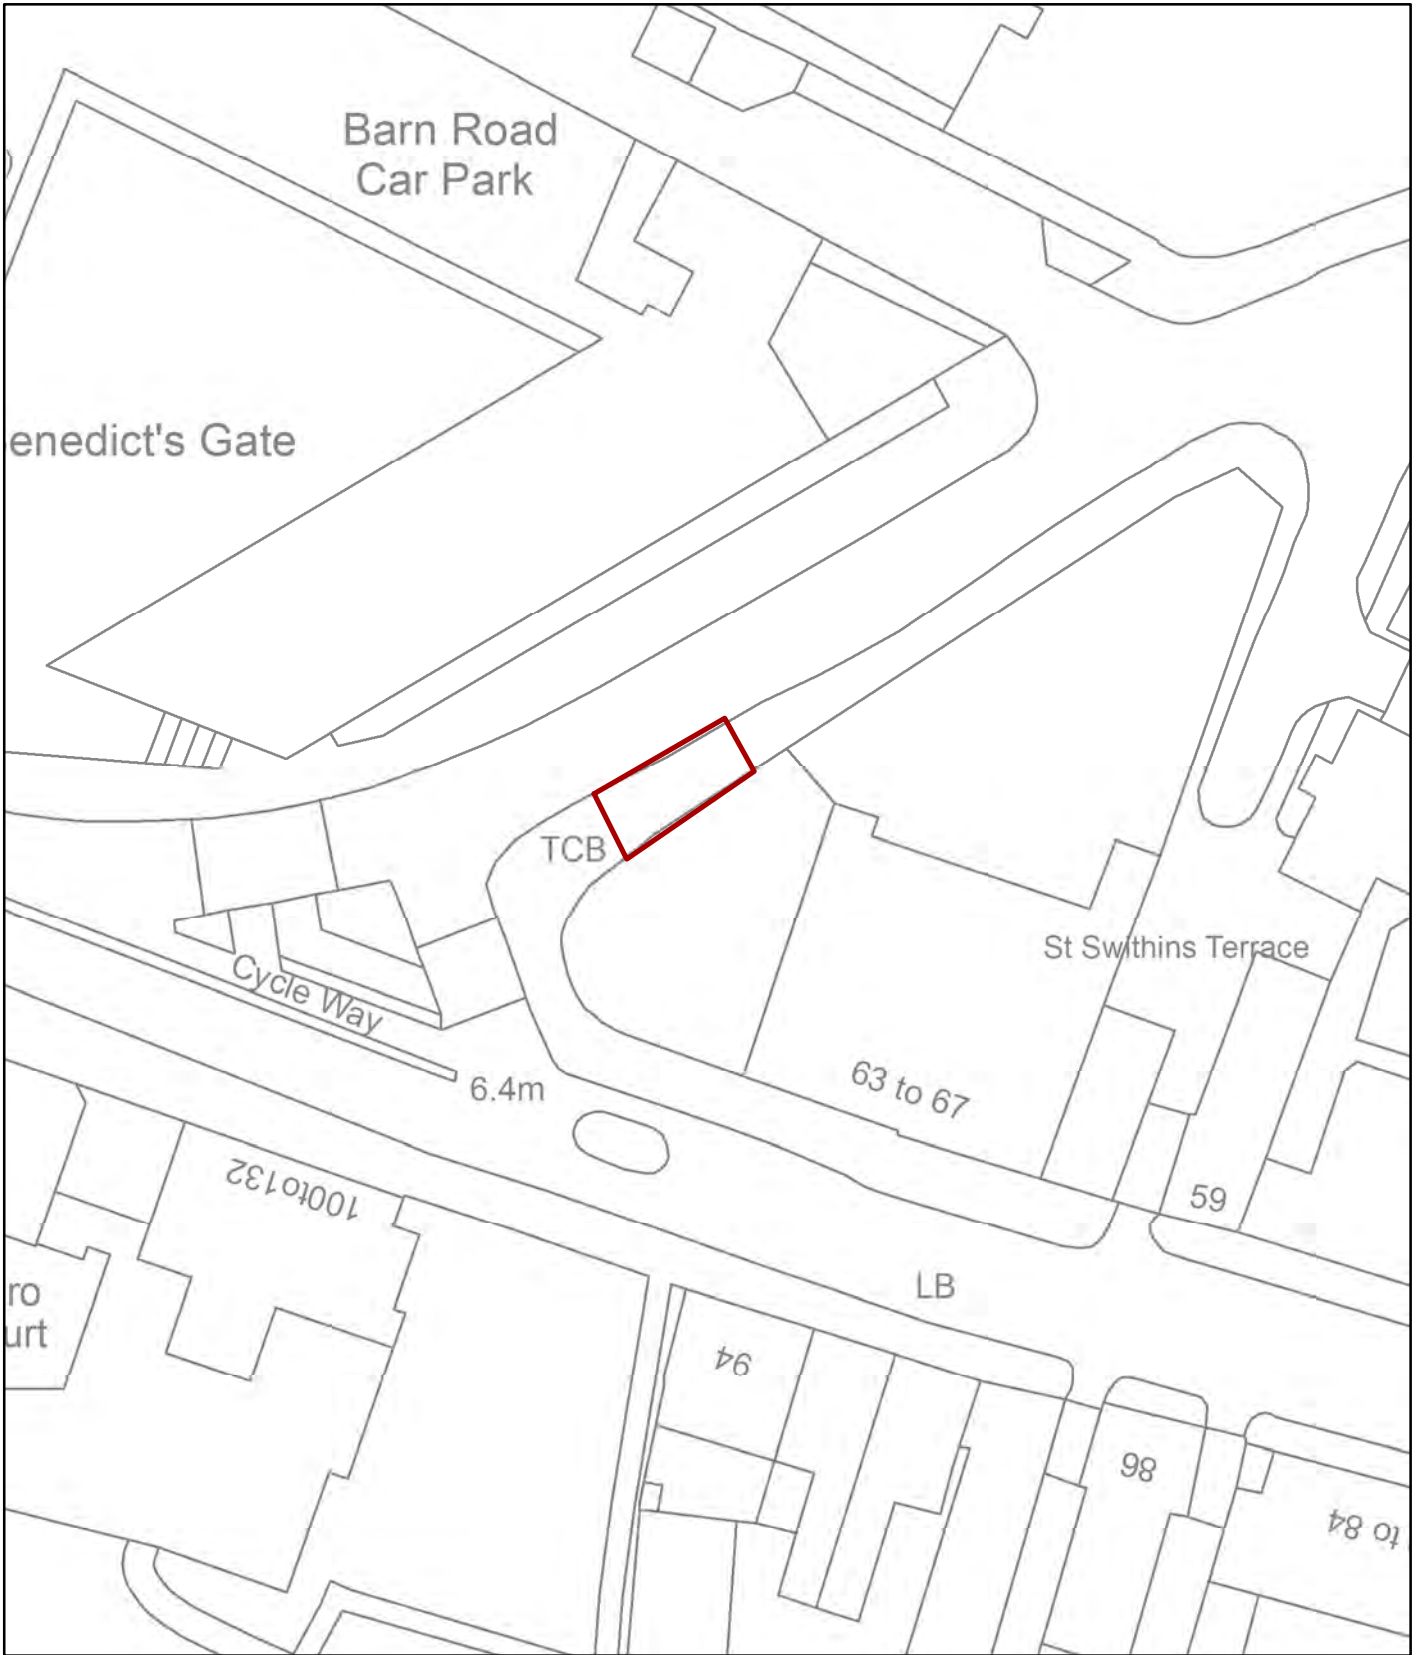 Barn Road
Car Park
enedict's Gate
TCB
St Swithins Terrace
Cycle Way
6.4m
63 to 67
100to132
59
LB
ro
urt
94
86
to 84